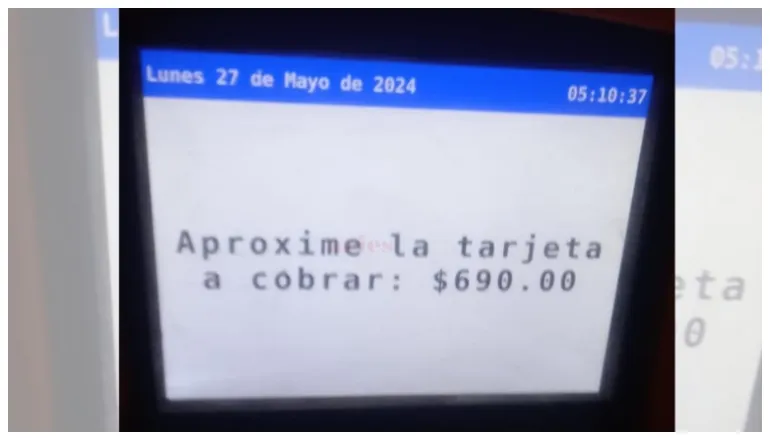 Lunes 27 de Mayo de 2024
05:10:37
Aproxime la tarjeta
a cobrar: $690.00